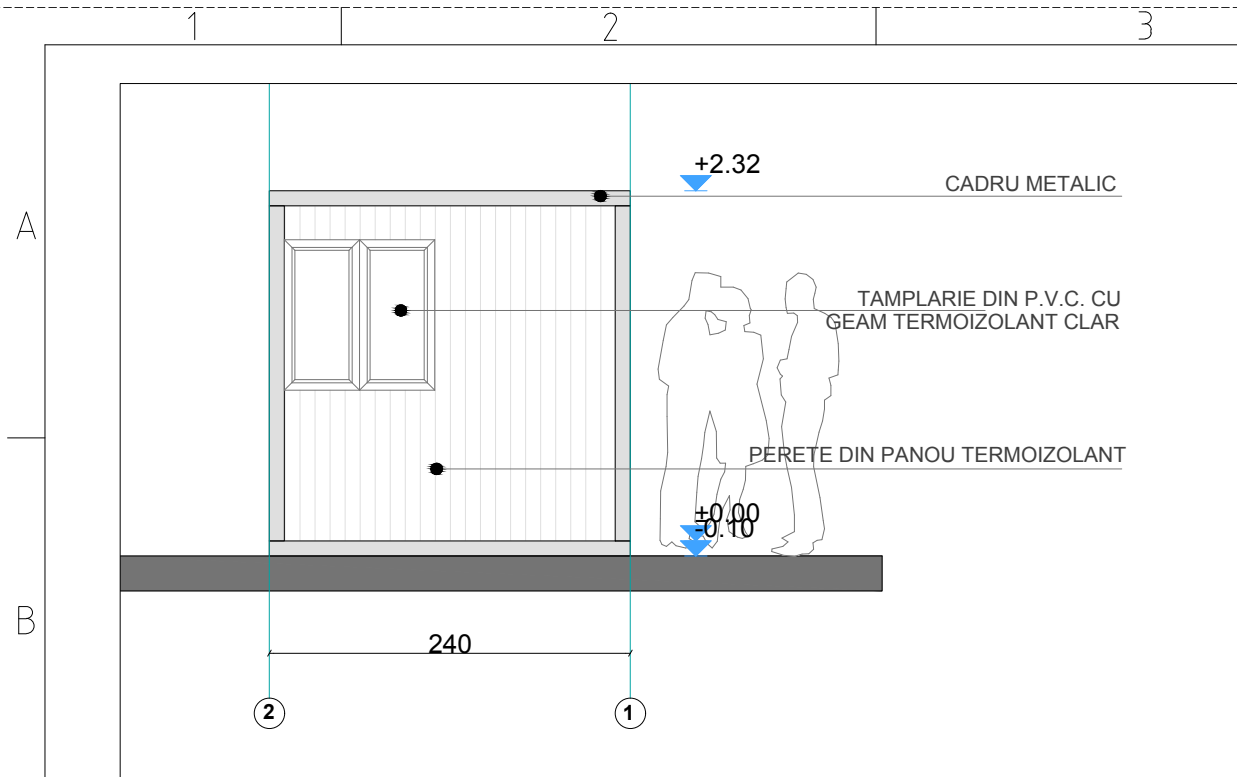 1 2 3
A
+2.32
CADRU METALIC
TAMPLARIE DIN P.V.C. CU
GEAM TERMOIZOLANT CLAR
PERETE DIN PANOU TERMOIZOLANT
±0.00
-0.10
B
240
2 1